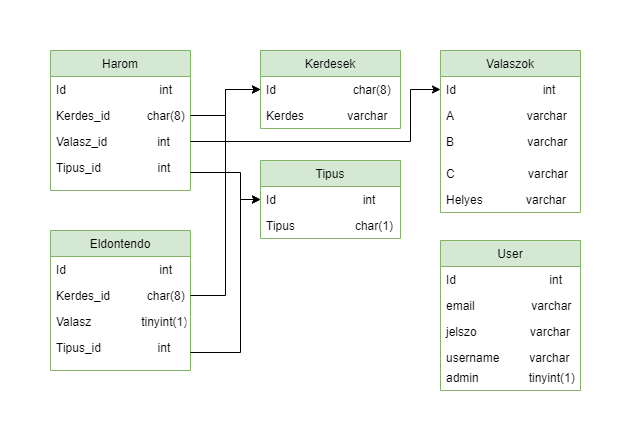 Harom
Id int
Kerdes_id char(8)
Valasz_id int
Tipus_id int
Kerdesek
Id char(8)
Kerdes varchar
Valaszok
Id int
A varchar
B varchar
C varchar
Helyes varchar
Tipus
Id int
Tipus char(1)
Eldontendo
Id int
Kerdes_id char(8)
Valasz tinyint(1)
Tipus_id int
User
Id int
email varchar
jelszo varchar
username varchar
admin tinyint(1)